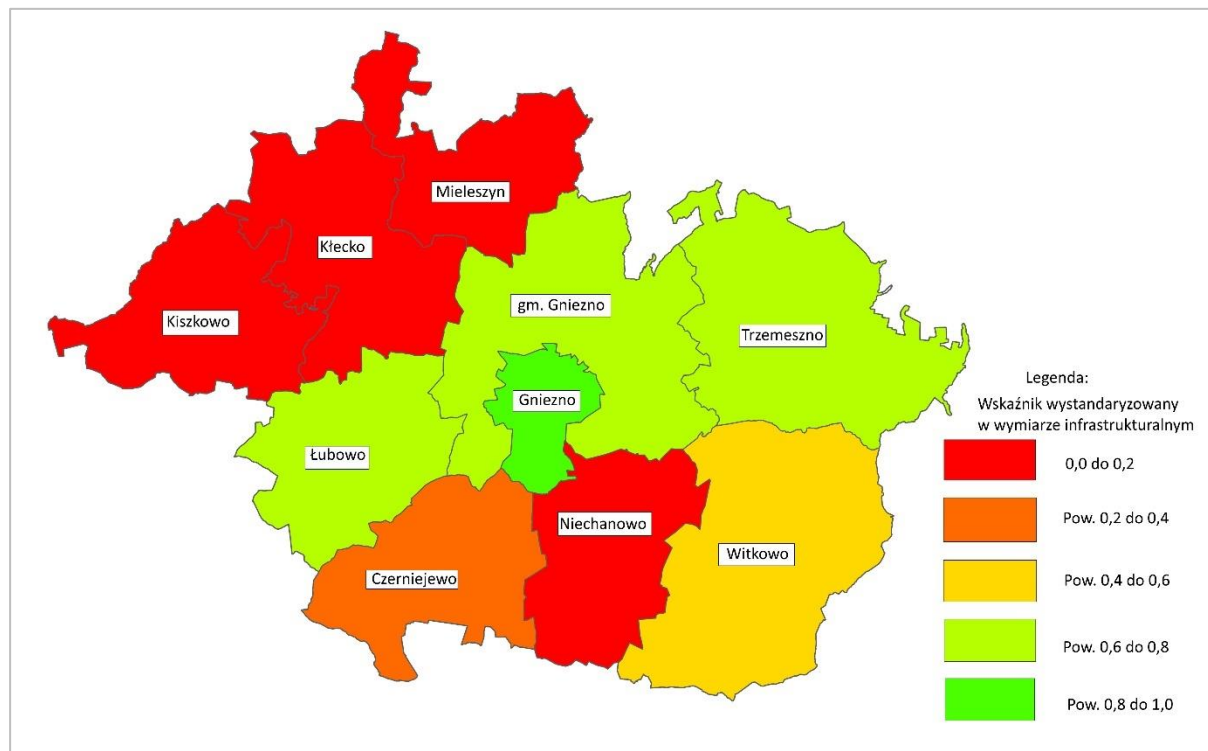 Mieleszyn
Kłecko
Kiszkowo
gm. Gniezno
Trzemeszno
Gniezno
Łubowo
Niechanowo
Witkowo
Czerniejewo
Legenda:
Wskaźnik wystandaryzowany
w wymiarze infrastrukturalnym
0,0 do 0,2
Pow. 0,2 do 0,4
Pow. 0,4 do 0,6
Pow. 0,6 do 0,8
Pow. 0,8 do 1,0